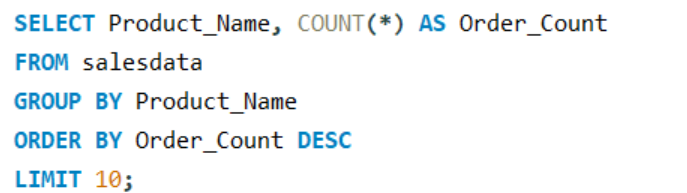 SELECT Product_Name, COUNT(*) AS Order_Count
FROM salesdata
GROUP BY Product_Name
ORDER BY Order_Count DESC
LIMIT 10;